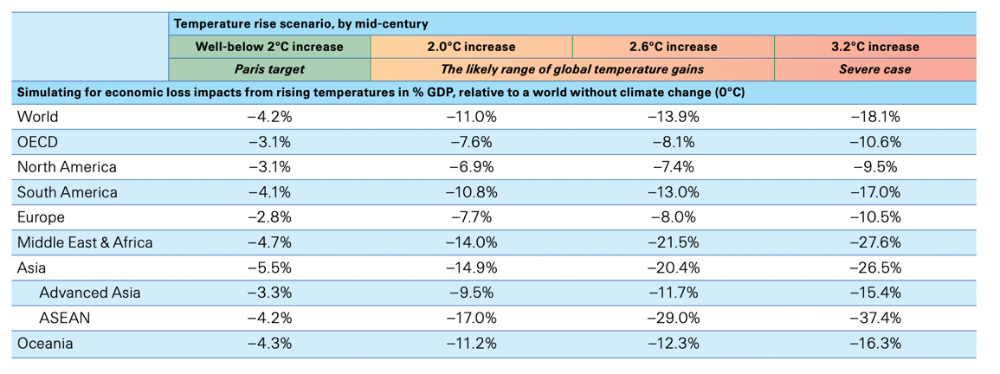 Temperature rise scenario, by mid-century
Well-below 2°C increase 2.0°C increase 2.6°C increase 3.2°C increase
Paris target The likely range of global temperature gains Severe case
Simulating for economic loss impacts from rising temperatures in % GDP, relative to a world without climate change (0°C)
World –4.2% –11.0% –13.9% –18.1%
OECD –3.1% –7.6% –8.1% –10.6%
North America –3.1% –6.9% –7.4% –9.5%
South America –4.1% –10.8% –13.0% –17.0%
Europe –2.8% –7.7% –8.0% –10.5%
Middle East & Africa –4.7% –14.0% –21.5% –27.6%
Asia –5.5% –14.9% –20.4% –26.5%
Advanced Asia –3.3% –9.5% –11.7% –15.4%
ASEAN –4.2% –17.0% –29.0% –37.4%
Oceania –4.3% –11.2% –12.3% –16.3%